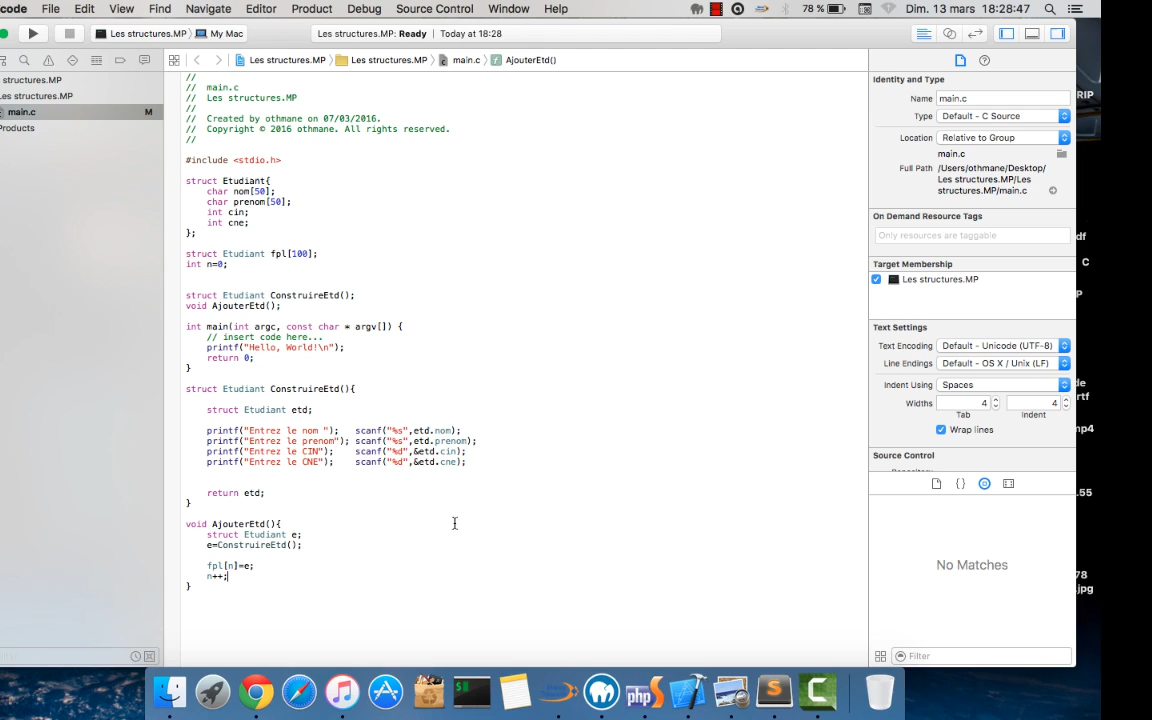 code File Edit View Find Navigate Editor Product Debug Source Control Window Help 78 % Dim. 13 mars 18:28:47
Les structures.MP My Mac Les structures.MP: Ready | Today at 18:28
Les structures.MP Les structures.MP main.c AjouterEtd()
structures.MP
Les structures.MP
main.c M
Products
//
// main.c
// Les structures.MP
//
// Created by othmane on 07/03/2016.
// Copyright © 2016 othmane. All rights reserved.
//
#include <stdio.h>
struct Etudiant{
char nom[50];
char prenom[50];
int cin;
int cne;
};
struct Etudiant fpl[100];
int n=0;
struct Etudiant ConstruireEtd();
void AjouterEtd();
int main(int argc, const char * argv[]) {
// insert code here...
printf("Hello, World!\n");
return 0;
}
struct Etudiant ConstruireEtd(){
struct Etudiant etd;
printf("Entrez le nom "); scanf("%s",etd.nom);
printf("Entrez le prenom"); scanf("%s",etd.prenom);
printf("Entrez le CIN"); scanf("%d",&etd.cin);
printf("Entrez le CNE"); scanf("%d",&etd.cne);
return etd;
}
void AjouterEtd(){
struct Etudiant e;
e=ConstruireEtd();
fpl[n]=e;
n++;
}
Identity and Type
Name main.c
Type Default - C Source
Location Relative to Group
main.c
Full Path /Users/othmane/Desktop/
Les structures.MP/Les
structures.MP/main.c
On Demand Resource Tags
Only resources are taggable
Target Membership
Les structures.MP
Text Settings
Text Encoding Default - Unicode (UTF-8)
Line Endings Default - OS X / Unix (LF)
Indent Using Spaces
Widths 4 4
Tab Indent
Wrap lines
Source Control
No Matches
Filter
RIP
df
C
P
de
rtf
mp4
.55
78
.jpg
php
S
C